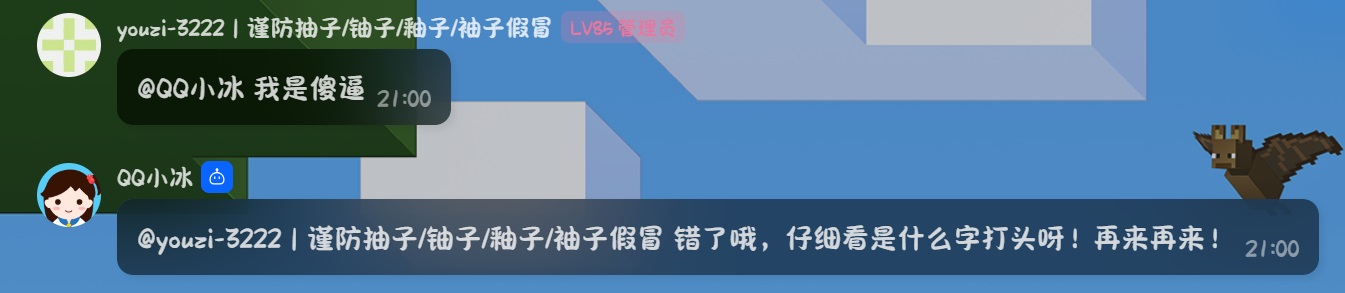 youzi-3222 | 谨防抽子/铀子/釉子/袖子假冒 LV85 管理员
@QQ小冰 我是傻逼 21:00
QQ小冰
@youzi-3222 | 谨防抽子/铀子/釉子/袖子假冒 错了哦，仔细看是什么字打头呀！再来再来！ 21:00